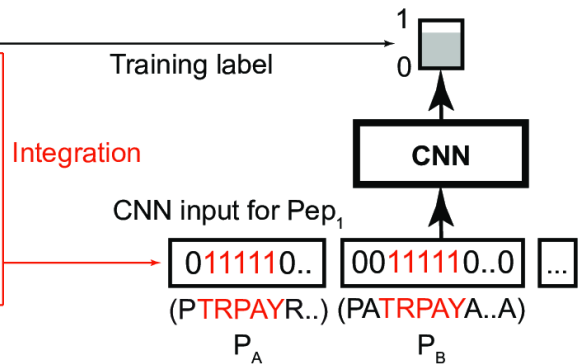 1
0
Training label
Integration
CNN
CNN input for Pep1
0111110.. 00111110..0 ...
(PTRPAYR..) (PATRPAYA..A)
PA PB